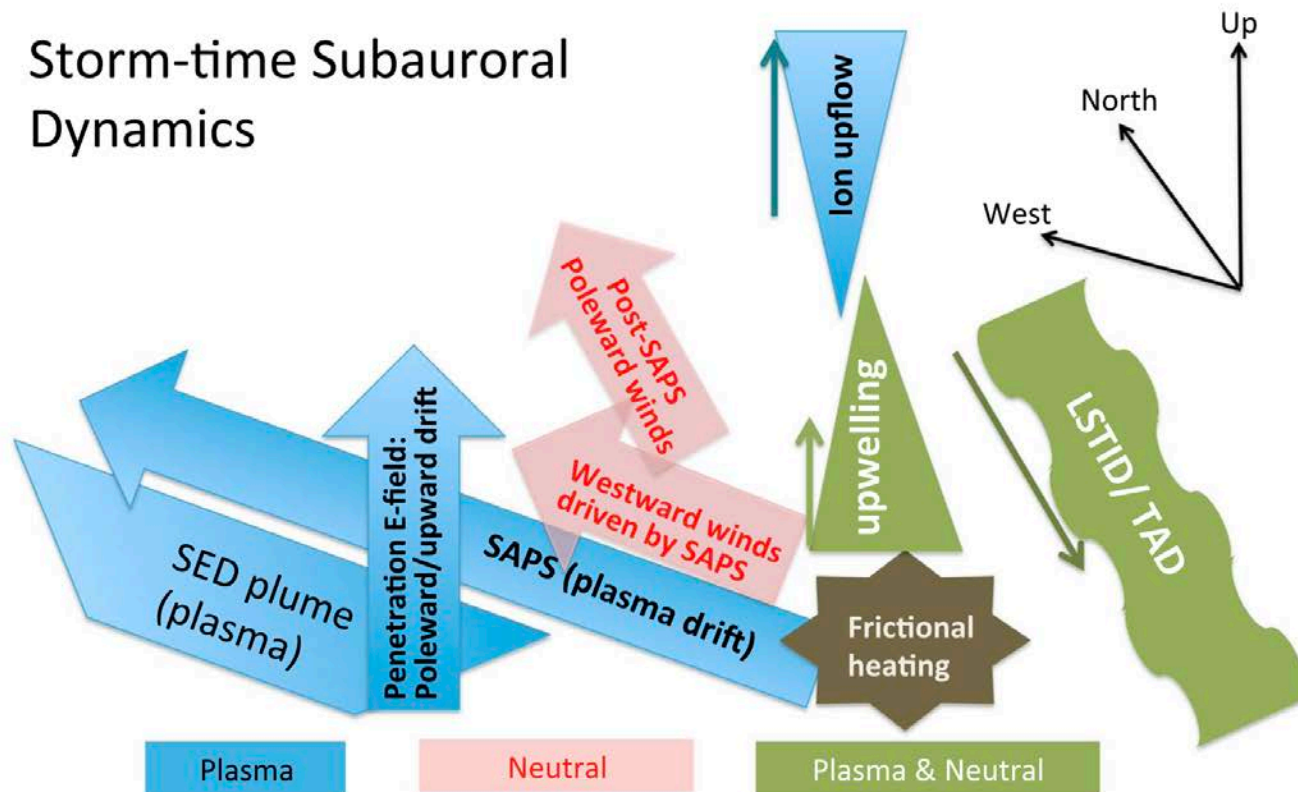 Storm-time Subauroral
Dynamics
Up
North
West
Ion upflow
Post-SAPS
Poleward winds
upwelling
LSTID/ TAD
Westward winds
driven by SAPS
Penetration E-field:
Poleward/upward drift
SAPS (plasma drift)
SED plume
(plasma)
Frictional
heating
Plasma
Neutral
Plasma & Neutral